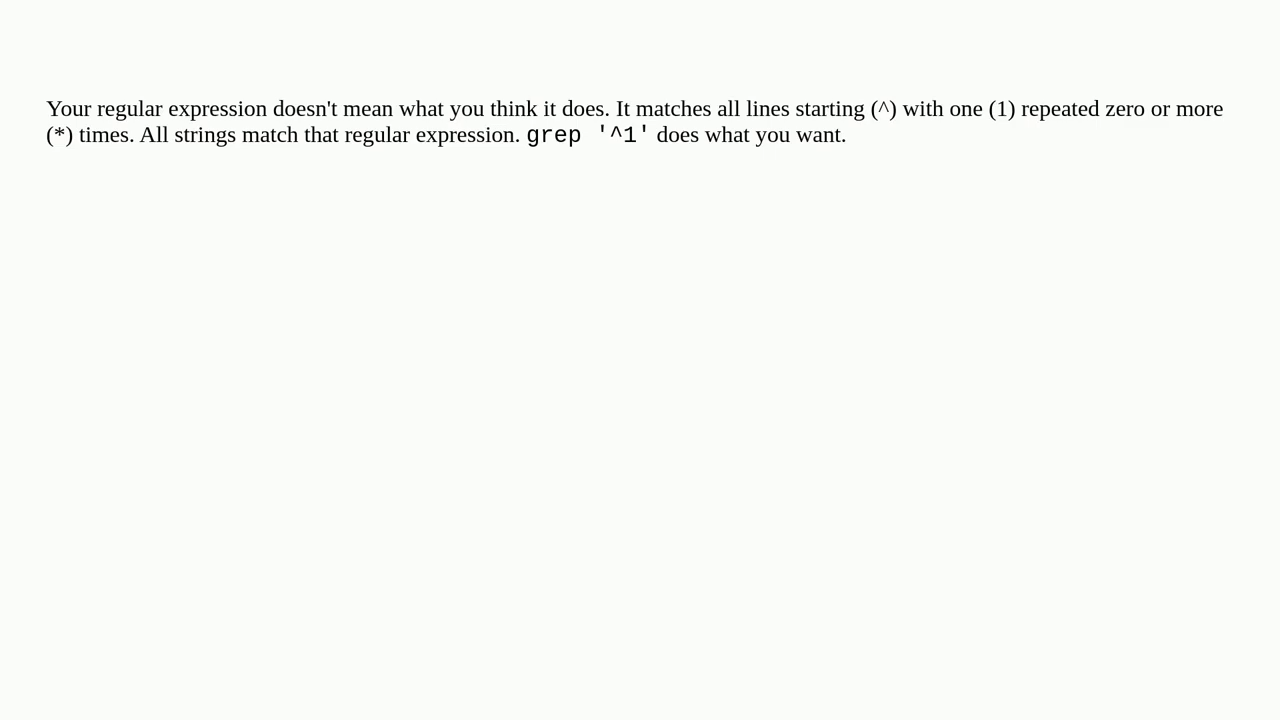 Your regular expression doesn't mean what you think it does. It matches all lines starting (^) with one (1) repeated zero or more
(*) times. All strings match that regular expression. grep '^1' does what you want.